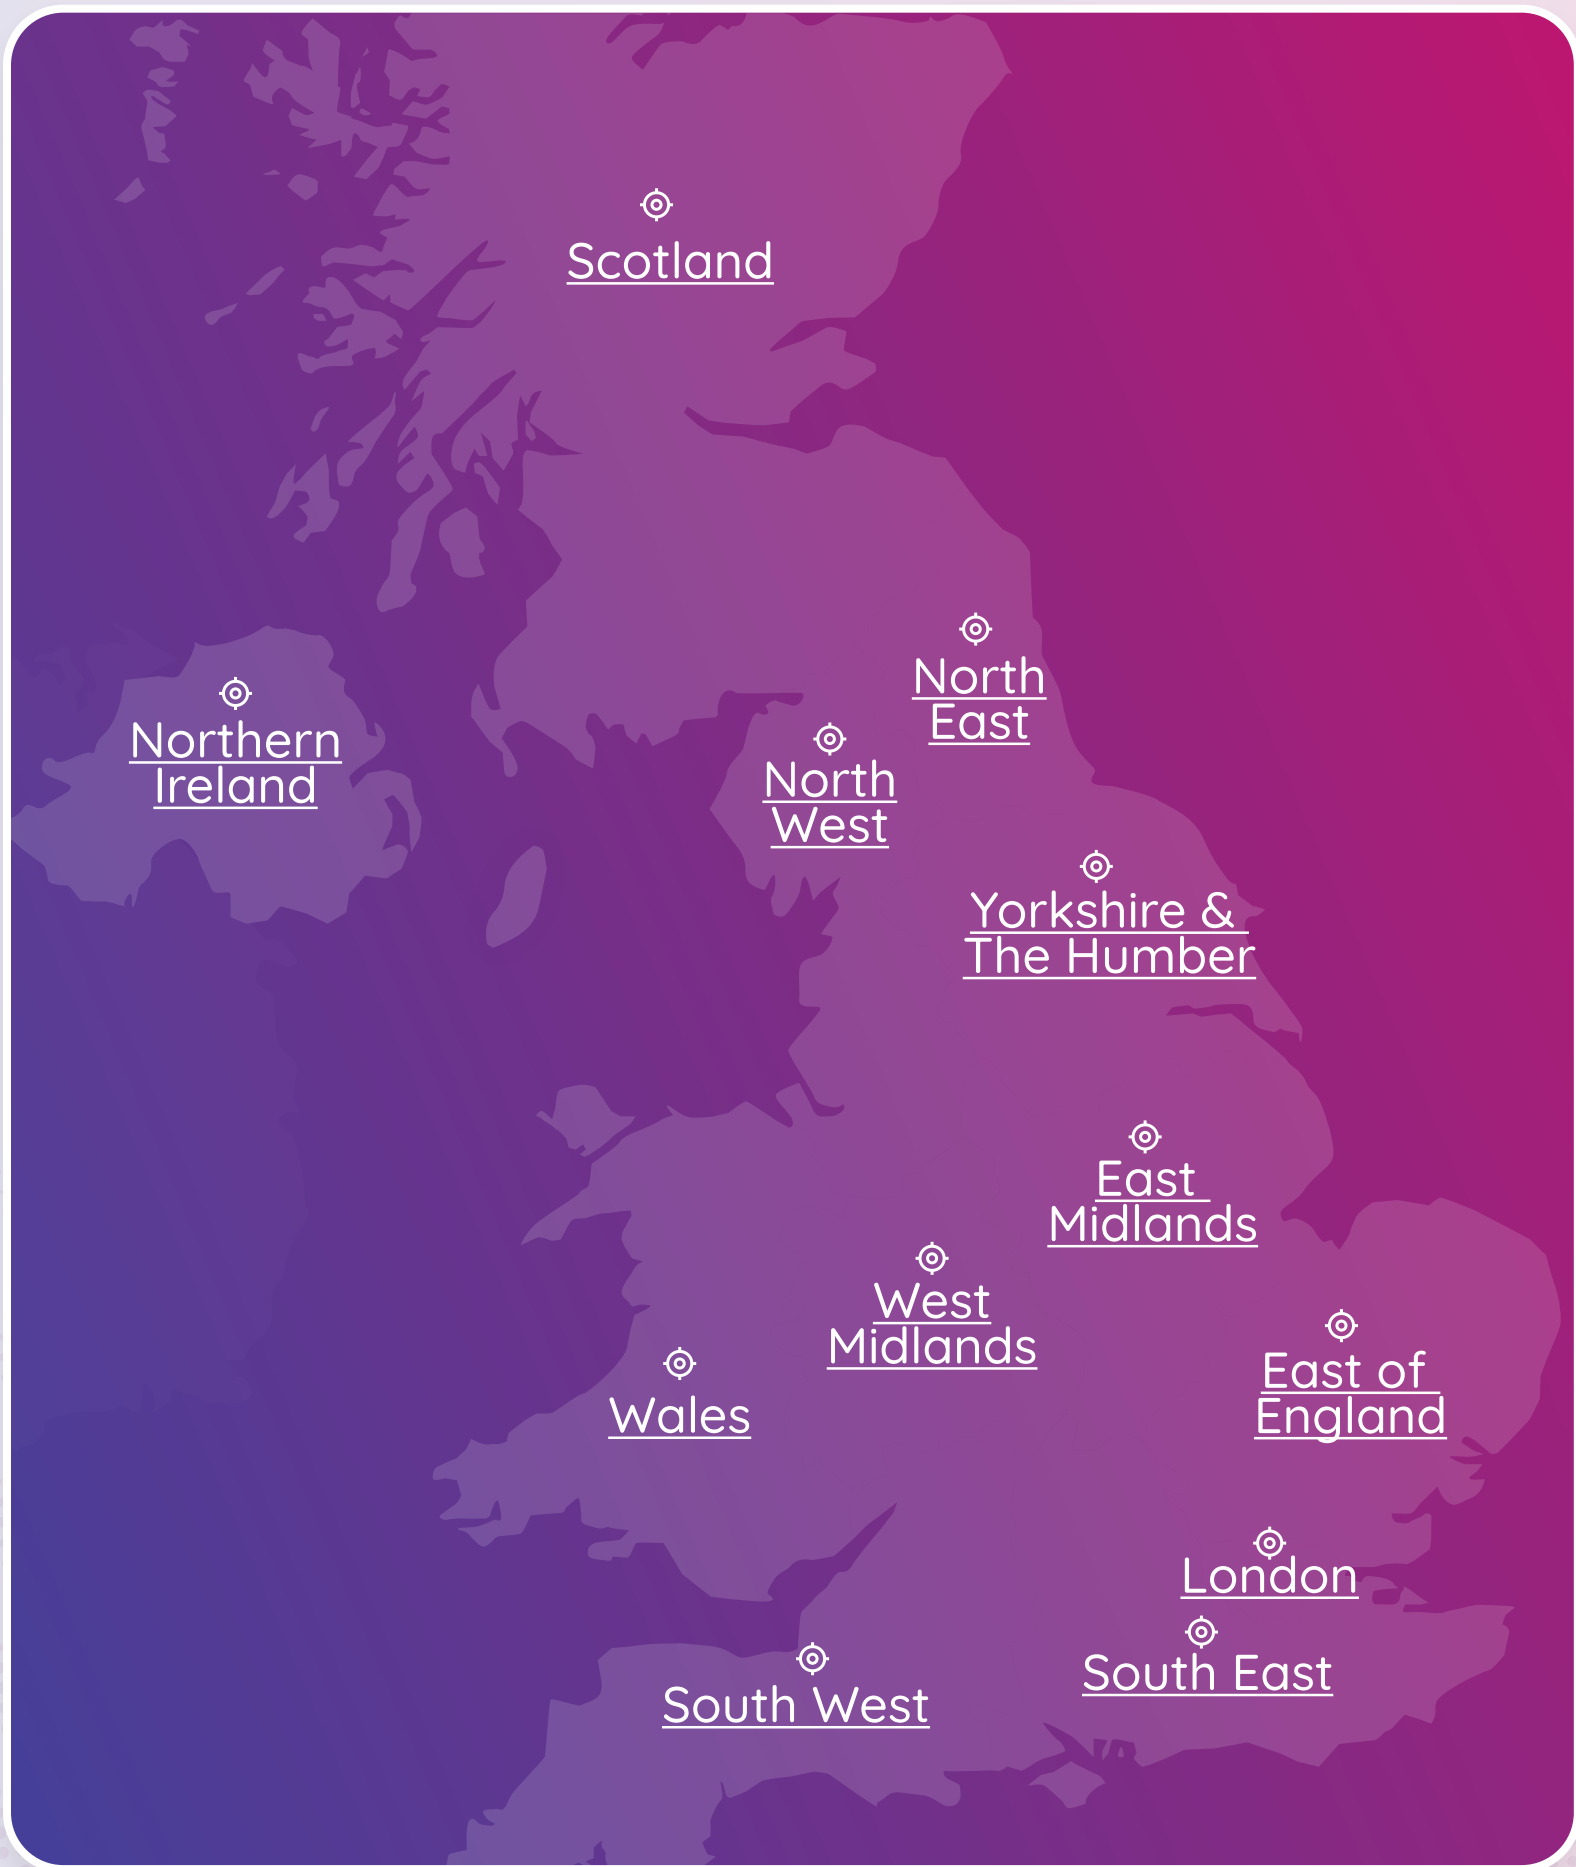 Scotland
North
East
Northern
Ireland
North
West
Yorkshire &
The Humber
East
Midlands
West
Midlands
East of
England
Wales
London
South East
South West